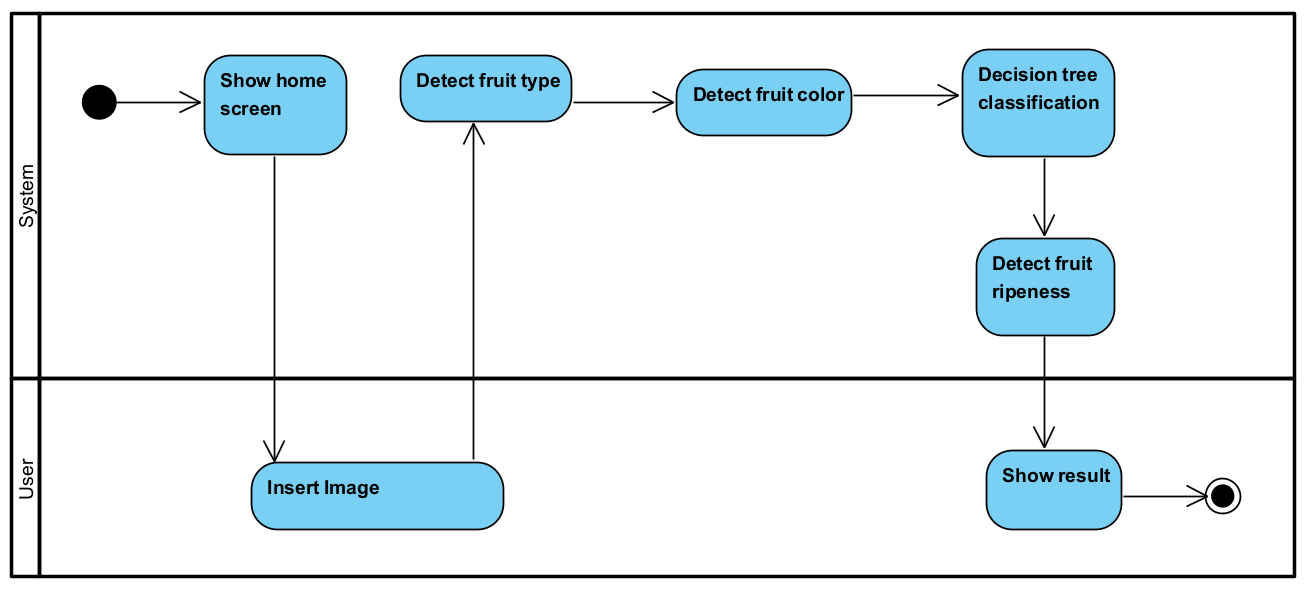 System
Show home
screen
Detect fruit type
Detect fruit color
Decision tree
classification
Detect fruit
ripeness
User
Insert Image
Show result